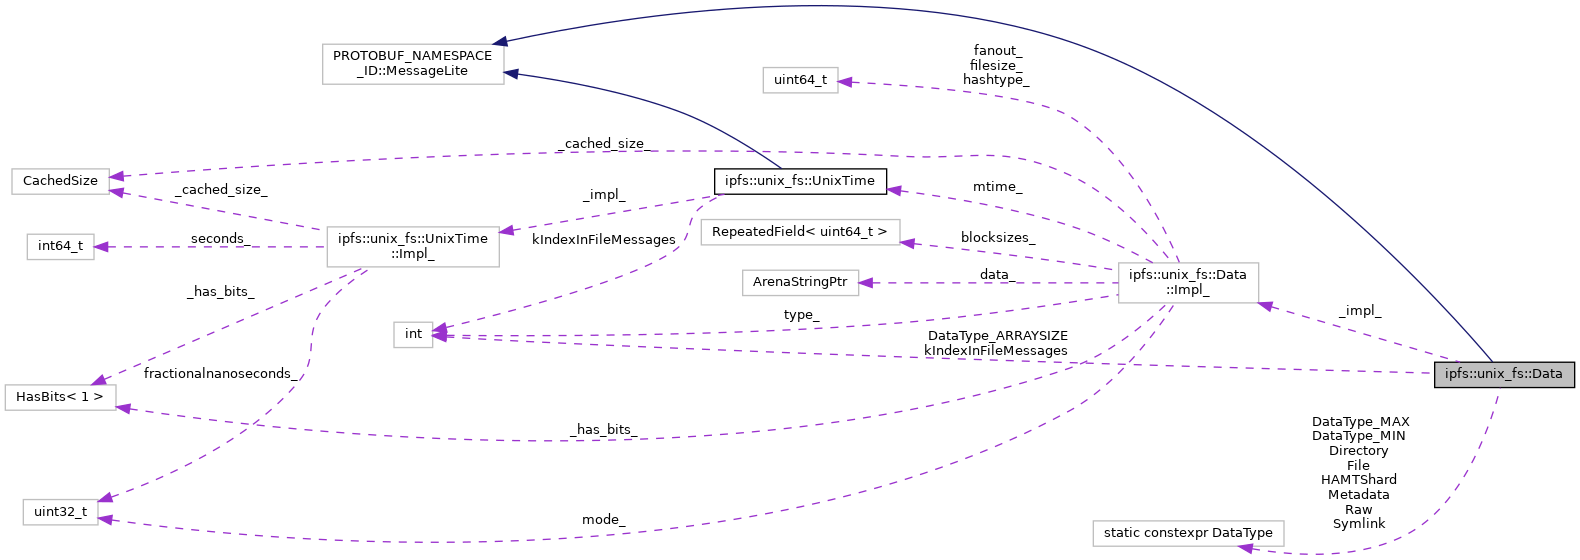 PROTOBUF_NAMESPACE
_ID::MessageLite
fanout_
filesize_
hashtype_
uint64_t
_cached_size_
CachedSize
_cached_size_
_impl_
ipfs::unix_fs::UnixTime
mtime_
int64_t
seconds_
ipfs::unix_fs::UnixTime
::Impl_
kIndexInFileMessages
RepeatedField< uint64_t >
blocksizes_
ArenaStringPtr
data_
ipfs::unix_fs::Data
::Impl_
_has_bits_
type_
_impl_
int
DataType_ARRAYSIZE
kIndexInFileMessages
fractionalnanoseconds_
ipfs::unix_fs::Data
HasBits< 1 >
_has_bits_
DataType_MAX
DataType_MIN
Directory
File
HAMTShard
Metadata
Raw
Symlink
uint32_t
mode_
static constexpr DataType